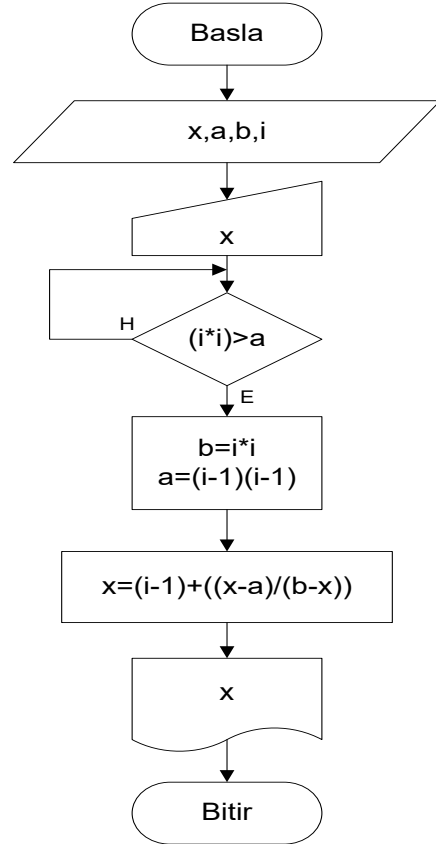 Basla
x,a,b,i
x
(i*i)>a
H
E
b=i*i
a=(i-1)(i-1)
x=(i-1)+((x-a)/(b-x))
x
Bitir